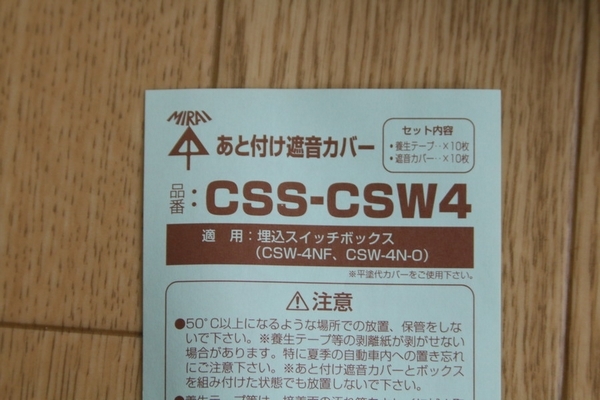 MIRAI
あと付け遮音カバー
セット内容
・養生テープ‥×10枚
・遮音カバー‥×10枚
品番：CSS-CSW4
適 用：埋込スイッチボックス
（CSW-4NF、CSW-4N-O）
※平塗代カバーをご使用下さい。
⚠注意
●50°C以上になるような場所での放置、保管をしな
いで下さい。※養生テープ等の剥離紙が剥がせない
場合があります。特に夏季の自動車内への置き忘れ
にご注意下さい。※あと付け遮音カバーとボックス
を組み付けた状態でも放置しないで下さい。